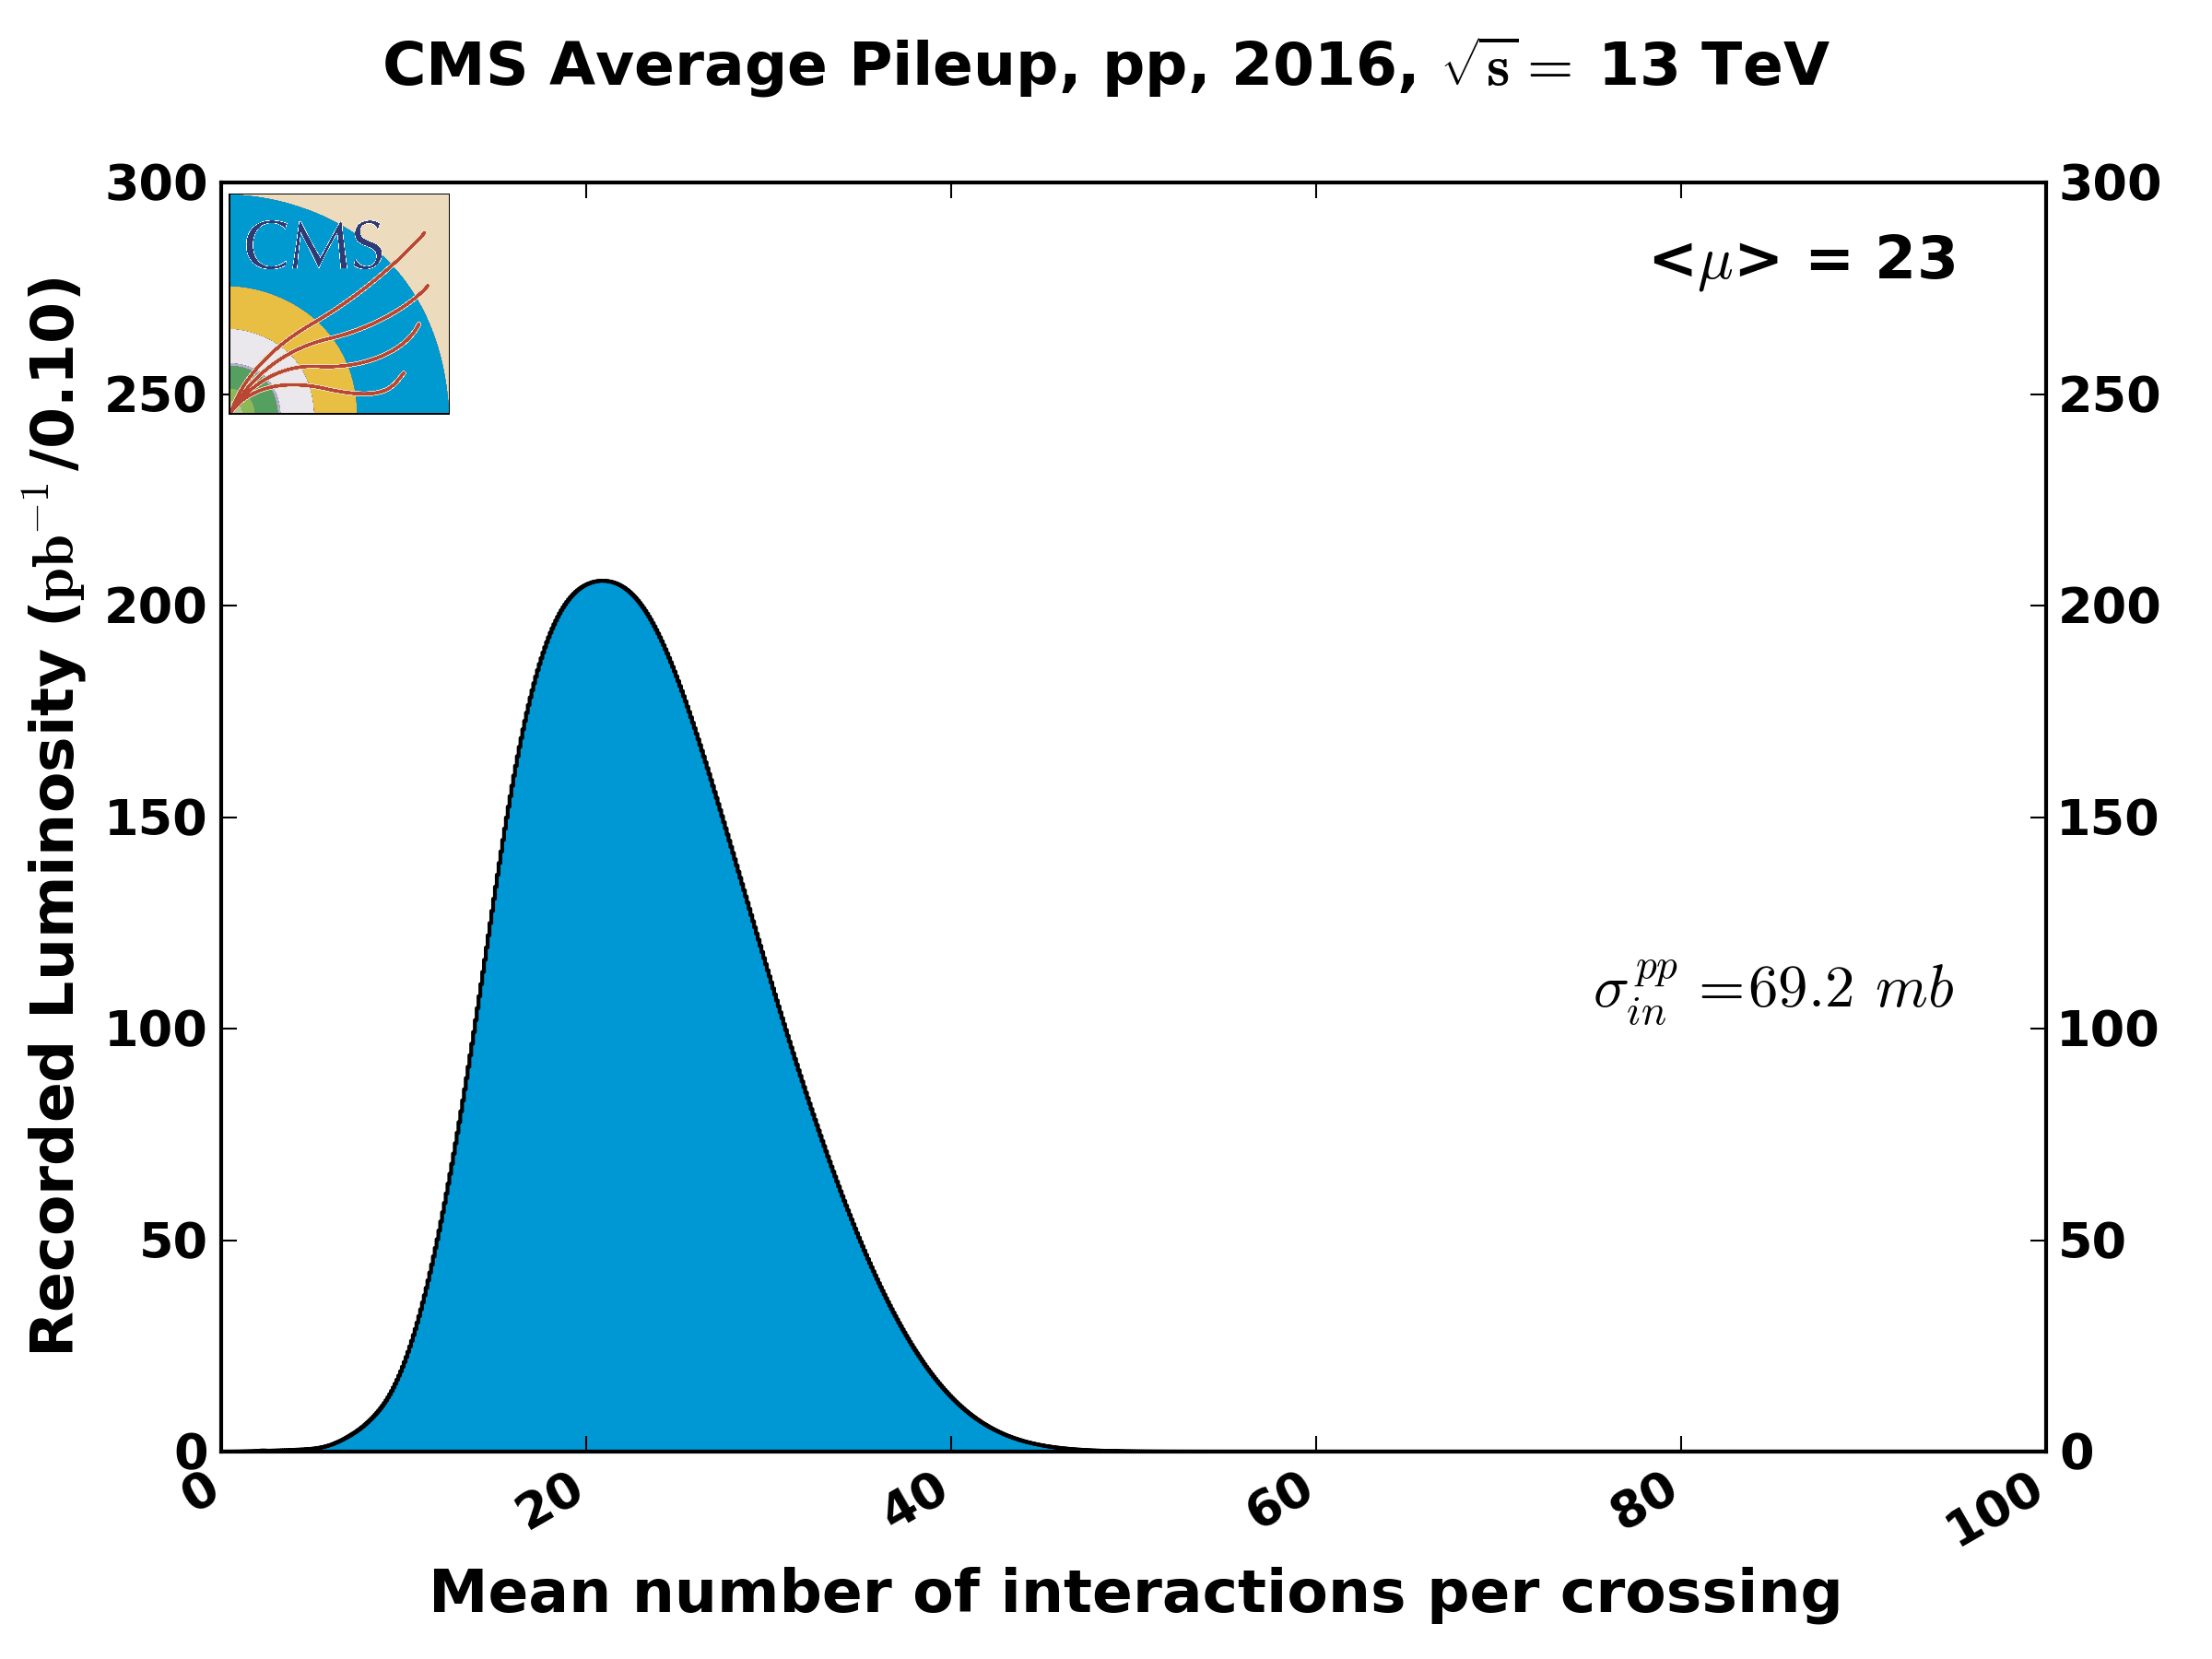 CMS Average Pileup, pp, 2016, √s = 13 TeV
300
250
200
150
100
50
0
Recorded Luminosity (pb⁻¹/0.10)
CMS
<μ> = 23
σ_{in}^{pp} =69.2 mb
300
250
200
150
100
50
0
0 20 40 60 80 100
Mean number of interactions per crossing